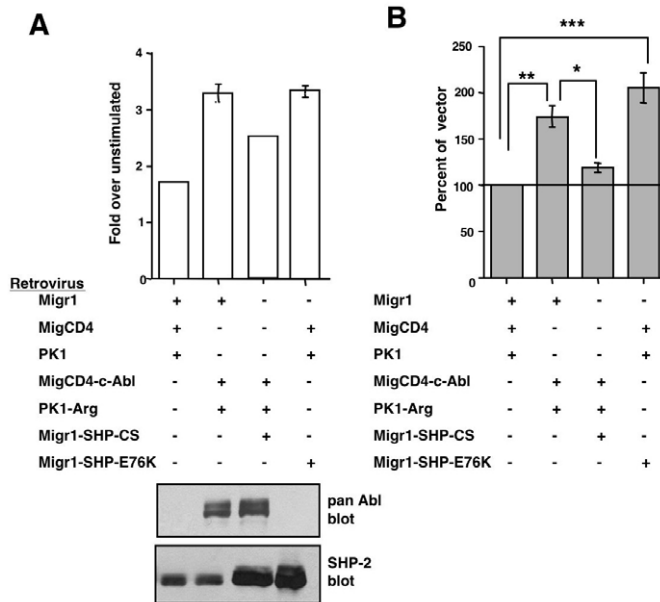 A
Fold over unstimulated
4
3
2
1
0
Retrovirus
Migr1 + + - -
MigCD4 + - - +
PK1 + - - +
MigCD4-c-Abl - + + -
PK1-Arg - + + -
Migr1-SHP-CS - - + -
Migr1-SHP-E76K - - - +
pan Abl
blot
SHP-2
blot
B
Percent of vector
250
200
150
100
50
0
***
**
*
Migr1 + + - -
MigCD4 + - - +
PK1 + - - +
MigCD4-c-Abl - + + -
PK1-Arg - + + -
Migr1-SHP-CS - - + -
Migr1-SHP-E76K - - - +